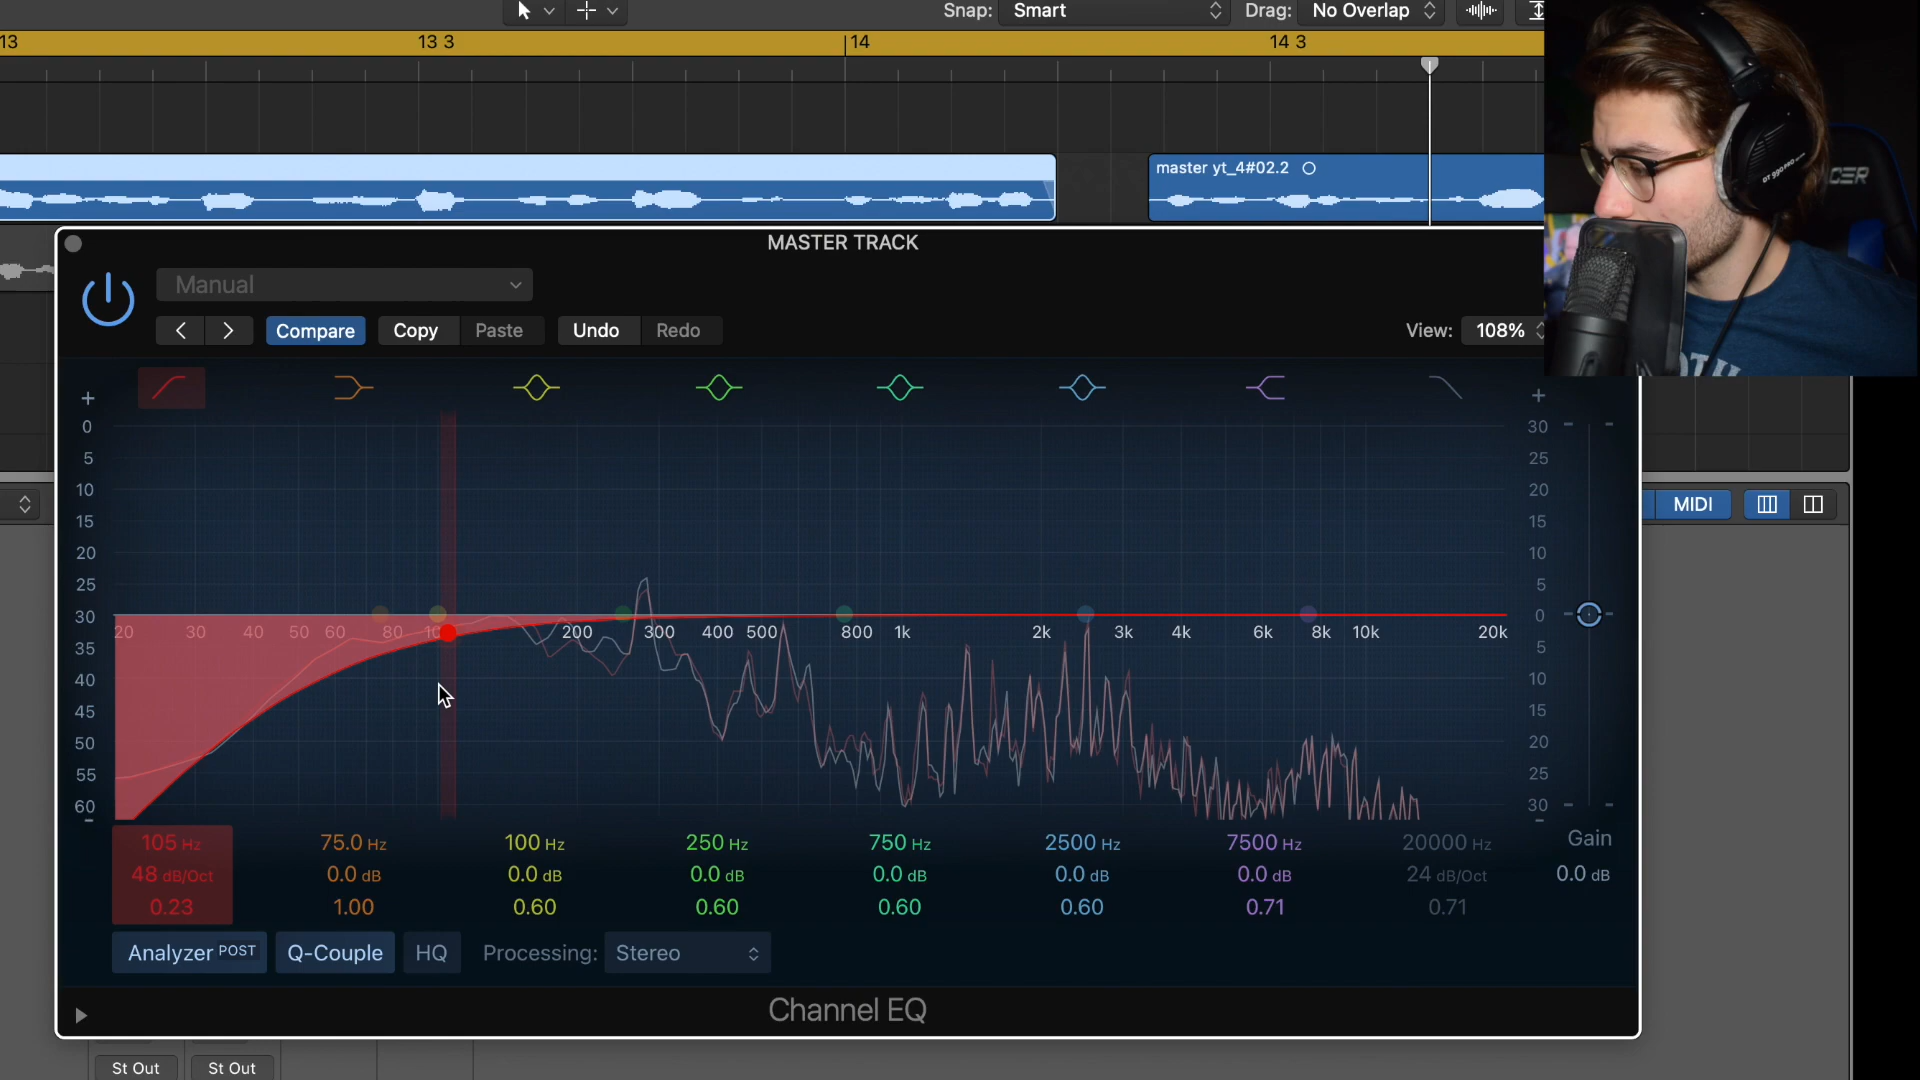 Snap: Smart Drag: No Overlap
13 13 3 14 14 3
master yt_4#02.2
MASTER TRACK
Manual
Compare Copy Paste Undo Redo View: 108%
+ +
0 30
5 25
10 20
15 15
20 10
25 5
30 0
20 30 40 50 60 80 200 300 400 500 800 1k 2k 3k 4k 6k 8k 10k 20k
35 5
40 10
45 15
50 20
55 25
60 30
- -
105 Hz 75.0 Hz 100 Hz 250 Hz 750 Hz 2500 Hz 7500 Hz 20000 Hz Gain
48 dB/Oct 0.0 dB 0.0 dB 0.0 dB 0.0 dB 0.0 dB 0.0 dB 24 dB/Oct 0.0 dB
0.23 1.00 0.60 0.60 0.60 0.60 0.71 0.71
Analyzer POST Q-Couple HQ Processing: Stereo
Channel EQ
St Out St Out
MIDI
DT 990 PRO